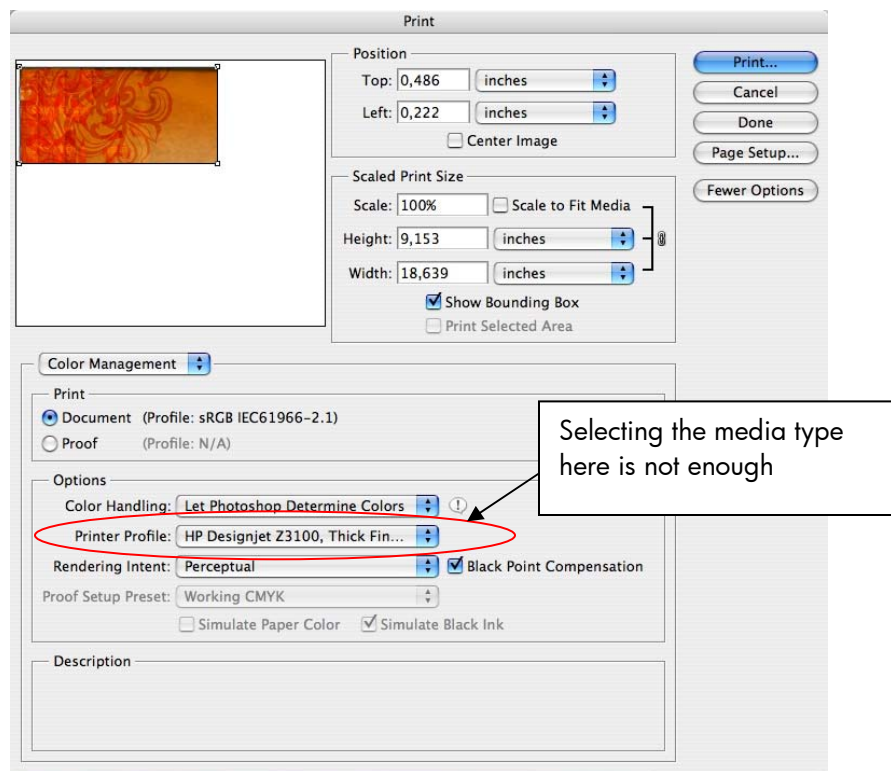 Print
Position
Top: 0,486 inches
Left: 0,222 inches
Center Image
Print...
Cancel
Done
Page Setup...
Fewer Options
Scaled Print Size
Scale: 100% Scale to Fit Media
Height: 9,153 inches
Width: 18,639 inches
Show Bounding Box
Print Selected Area
Color Management
Print
Document (Profile: sRGB IEC61966-2.1)
Proof (Profile: N/A)
Selecting the media type
here is not enough
Options
Color Handling: Let Photoshop Determine Colors
Printer Profile: HP Designjet Z3100, Thick Fin...
Rendering Intent: Perceptual Black Point Compensation
Proof Setup Preset: Working CMYK
Simulate Paper Color Simulate Black Ink
Description